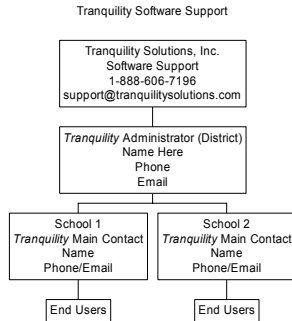 Tranquility Software Support
Tranquility Solutions, Inc.
Software Support
1-888-606-7196
support@tranquilitysolutions.com
Tranquility Administrator (District)
Name Here
Phone
Email
School 1
Tranquility Main Contact
Name
Phone/Email
School 2
Tranquility Main Contact
Name
Phone/Email
End Users
End Users